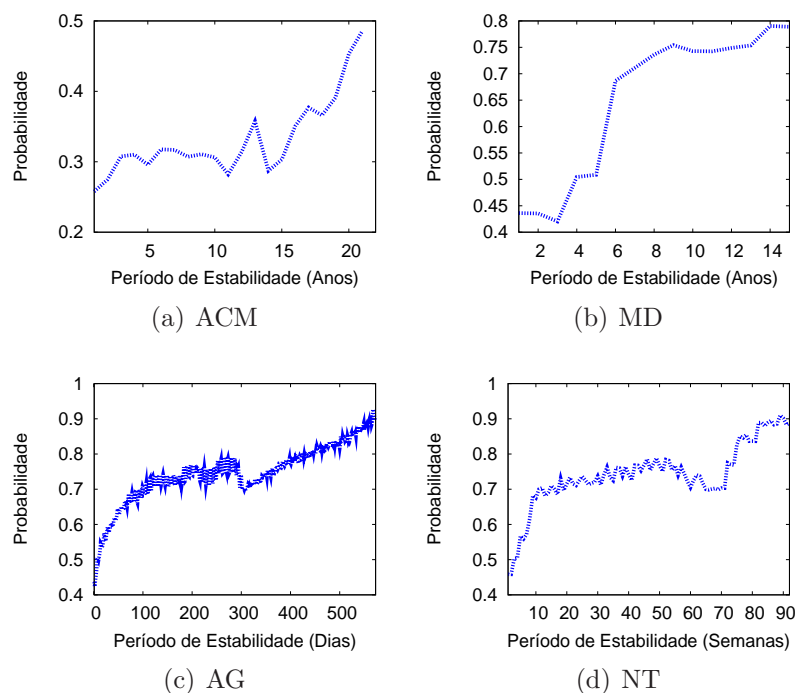 0.5
0.4
0.3
0.2
Probabilidade
5 10 15 20
Período de Estabilidade (Anos)
(a) ACM
0.8
0.75
0.7
0.65
0.6
0.55
0.5
0.45
0.4
Probabilidade
2 4 6 8 10 12 14
Período de Estabilidade (Anos)
(b) MD
1
0.9
0.8
0.7
0.6
0.5
0.4
Probabilidade
0 100 200 300 400 500
Período de Estabilidade (Dias)
(c) AG
1
0.9
0.8
0.7
0.6
0.5
0.4
Probabilidade
10 20 30 40 50 60 70 80 90
Período de Estabilidade (Semanas)
(d) NT